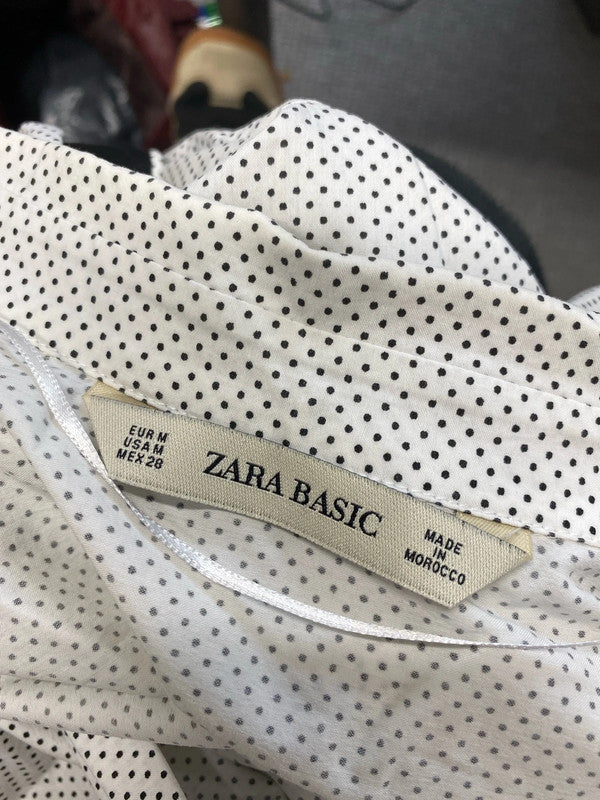 EUR M
USA M
MEX 28
ZARA BASIC
MADE
IN
MOROCCO